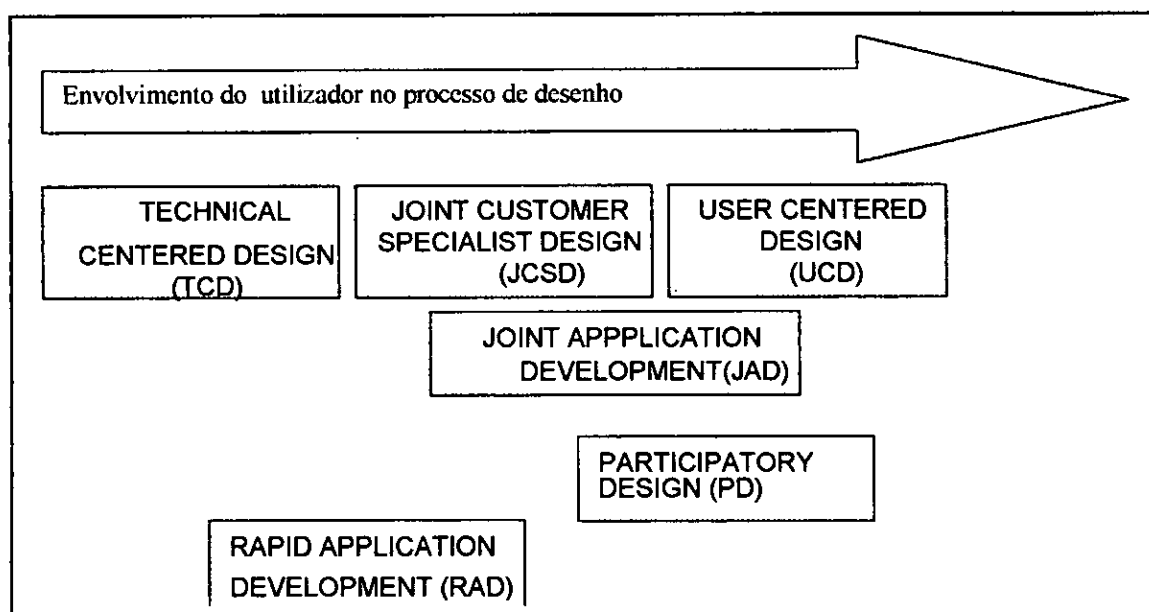 Envolvimento do utilizador no processo de desenho
TECHNICAL
CENTERED DESIGN
(TCD)
JOINT CUSTOMER
SPECIALIST DESIGN
(JCSD)
USER CENTERED
DESIGN
(UCD)
JOINT APPPLICATION
DEVELOPMENT(JAD)
PARTICIPATORY
DESIGN (PD)
RAPID APPLICATION
DEVELOPMENT (RAD)